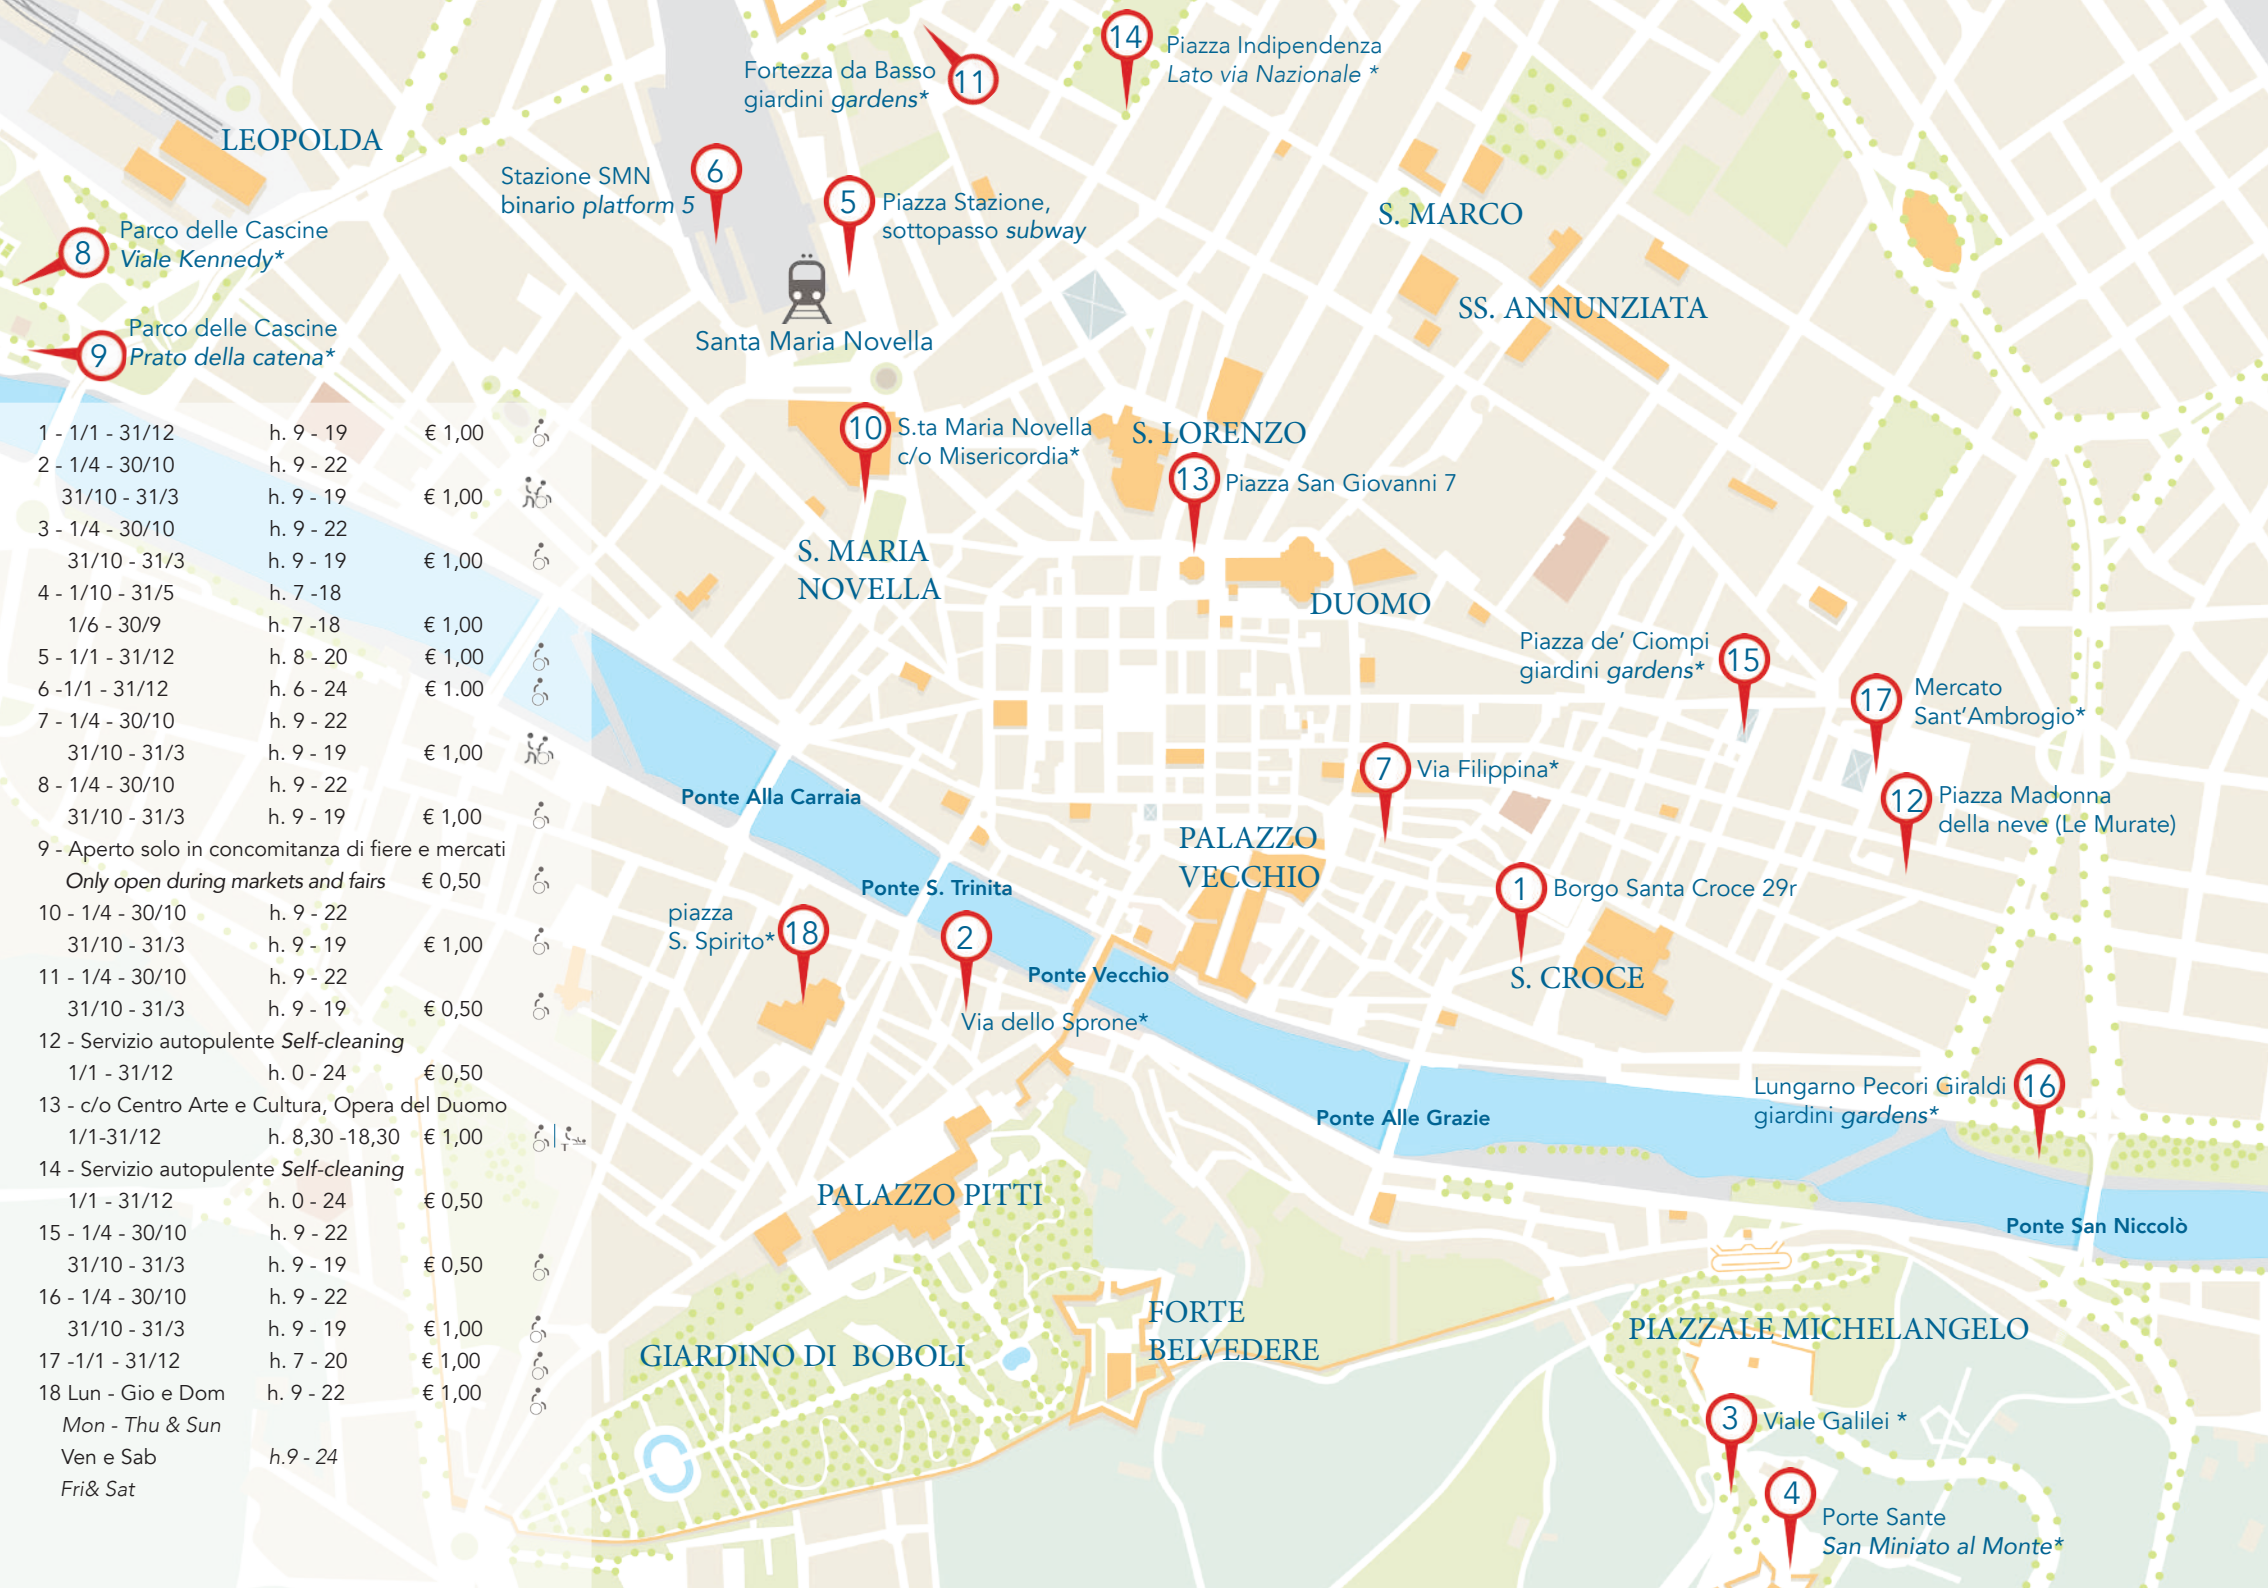 14
Piazza Indipendenza
Lato via Nazionale *
Fortezza da Basso
giardini gardens*
11
LEOPOLDA
Stazione SMN
binario platform 5
6
5
Piazza Stazione,
sottopasso subway
S. MARCO
8
Parco delle Cascine
Viale Kennedy*
SS. ANNUNZIATA
9
Parco delle Cascine
Prato della catena*
Santa Maria Novella
10
S.ta Maria Novella
c/o Misericordia*
S. LORENZO
13
Piazza San Giovanni 7
S. MARIA
NOVELLA
DUOMO
Piazza de' Ciompi
giardini gardens*
15
17
Mercato
Sant'Ambrogio*
7
Via Filippina*
12
Piazza Madonna
della neve (Le Murate)
Ponte Alla Carraia
PALAZZO
VECCHIO
Ponte S. Trinita
1
Borgo Santa Croce 29r
piazza
S. Spirito*
18
2
Ponte Vecchio
S. CROCE
Via dello Sprone*
Lungarno Pecori Giraldi
giardini gardens*
16
Ponte Alle Grazie
PALAZZO PITTI
Ponte San Niccolò
FORTE
BELVEDERE
PIAZZALE MICHELANGELO
GIARDINO DI BOBOLI
3
Viale Galilei *
4
Porte Sante
San Miniato al Monte*
1 - 1/1 - 31/12 h. 9 - 19 € 1,00
2 - 1/4 - 30/10 h. 9 - 22
31/10 - 31/3 h. 9 - 19 € 1,00
3 - 1/4 - 30/10 h. 9 - 22
31/10 - 31/3 h. 9 - 19 € 1,00
4 - 1/10 - 31/5 h. 7 -18
1/6 - 30/9 h. 7 -18 € 1,00
5 - 1/1 - 31/12 h. 8 - 20 € 1,00
6 -1/1 - 31/12 h. 6 - 24 € 1.00
7 - 1/4 - 30/10 h. 9 - 22
31/10 - 31/3 h. 9 - 19 € 1,00
8 - 1/4 - 30/10 h. 9 - 22
31/10 - 31/3 h. 9 - 19 € 1,00
9 - Aperto solo in concomitanza di fiere e mercati
Only open during markets and fairs € 0,50
10 - 1/4 - 30/10 h. 9 - 22
31/10 - 31/3 h. 9 - 19 € 1,00
11 - 1/4 - 30/10 h. 9 - 22
31/10 - 31/3 h. 9 - 19 € 0,50
12 - Servizio autopulente Self-cleaning
1/1 - 31/12 h. 0 - 24 € 0,50
13 - c/o Centro Arte e Cultura, Opera del Duomo
1/1-31/12 h. 8,30 -18,30 € 1,00
14 - Servizio autopulente Self-cleaning
1/1 - 31/12 h. 0 - 24 € 0,50
15 - 1/4 - 30/10 h. 9 - 22
31/10 - 31/3 h. 9 - 19 € 0,50
16 - 1/4 - 30/10 h. 9 - 22
31/10 - 31/3 h. 9 - 19 € 1,00
17 -1/1 - 31/12 h. 7 - 20 € 1,00
18 Lun - Gio e Dom h. 9 - 22 € 1,00
Mon - Thu & Sun
Ven e Sab h.9 - 24
Fri& Sat